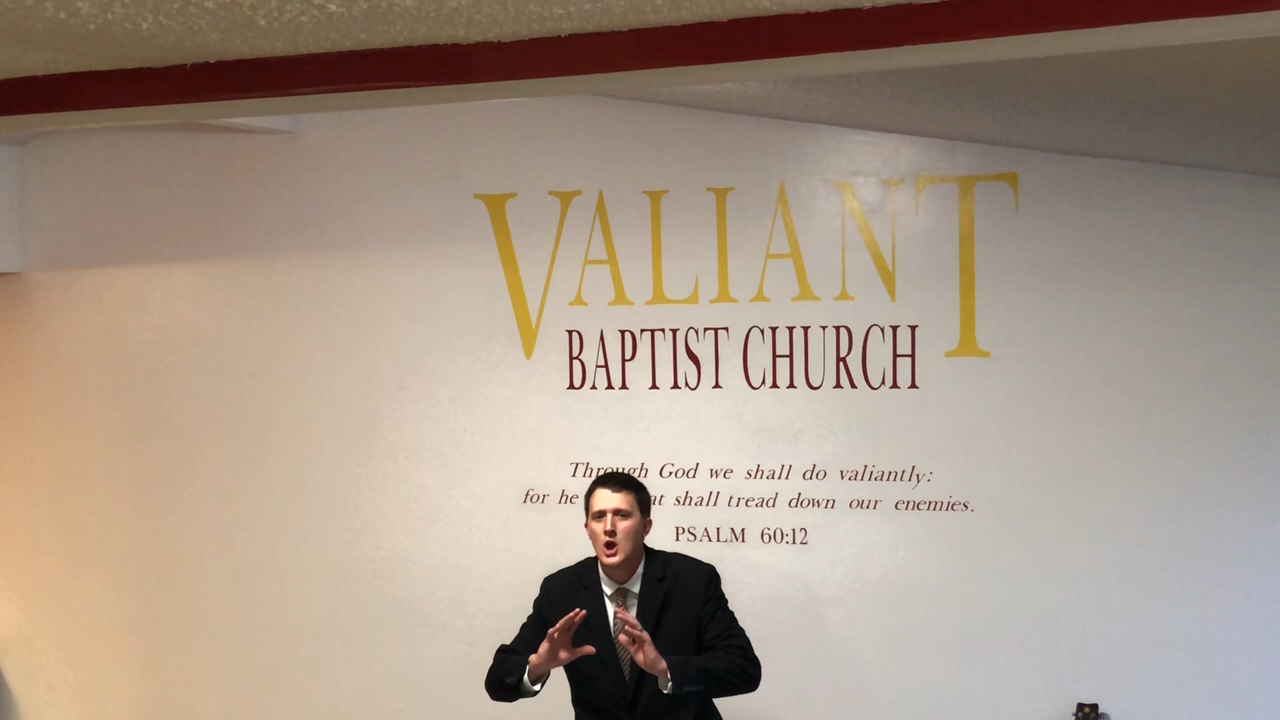 VALIANT
BAPTIST CHURCH
Through God we shall do valiantly:
for he shall tread down our enemies.
PSALM 60:12